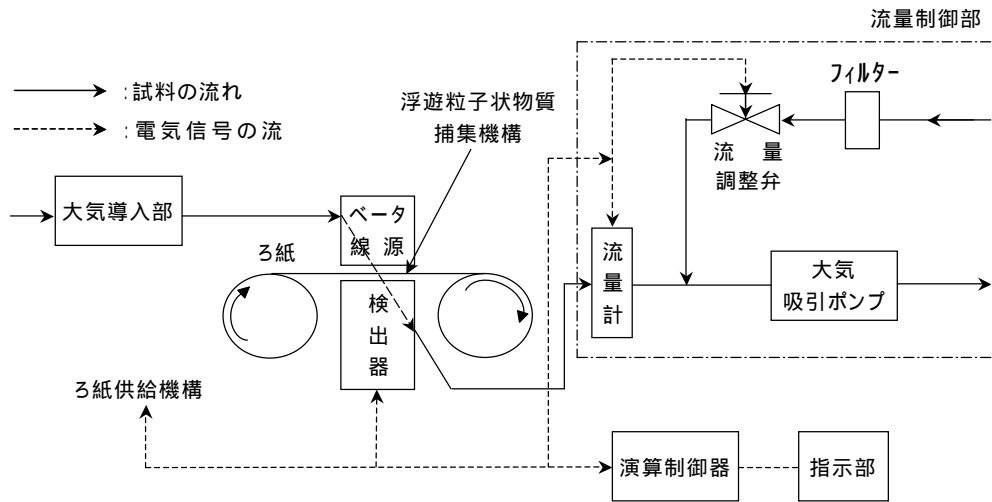 流量制御部
:試料の流れ
:電気信号の流
浮遊粒子状物質
捕集機構
フィルター
流 量
調整弁
大気導入部
ベータ
線 源
ろ紙
流
量
計
大気
吸引ポンプ
検
出
器
ろ紙供給機構
演算制御器
指示部